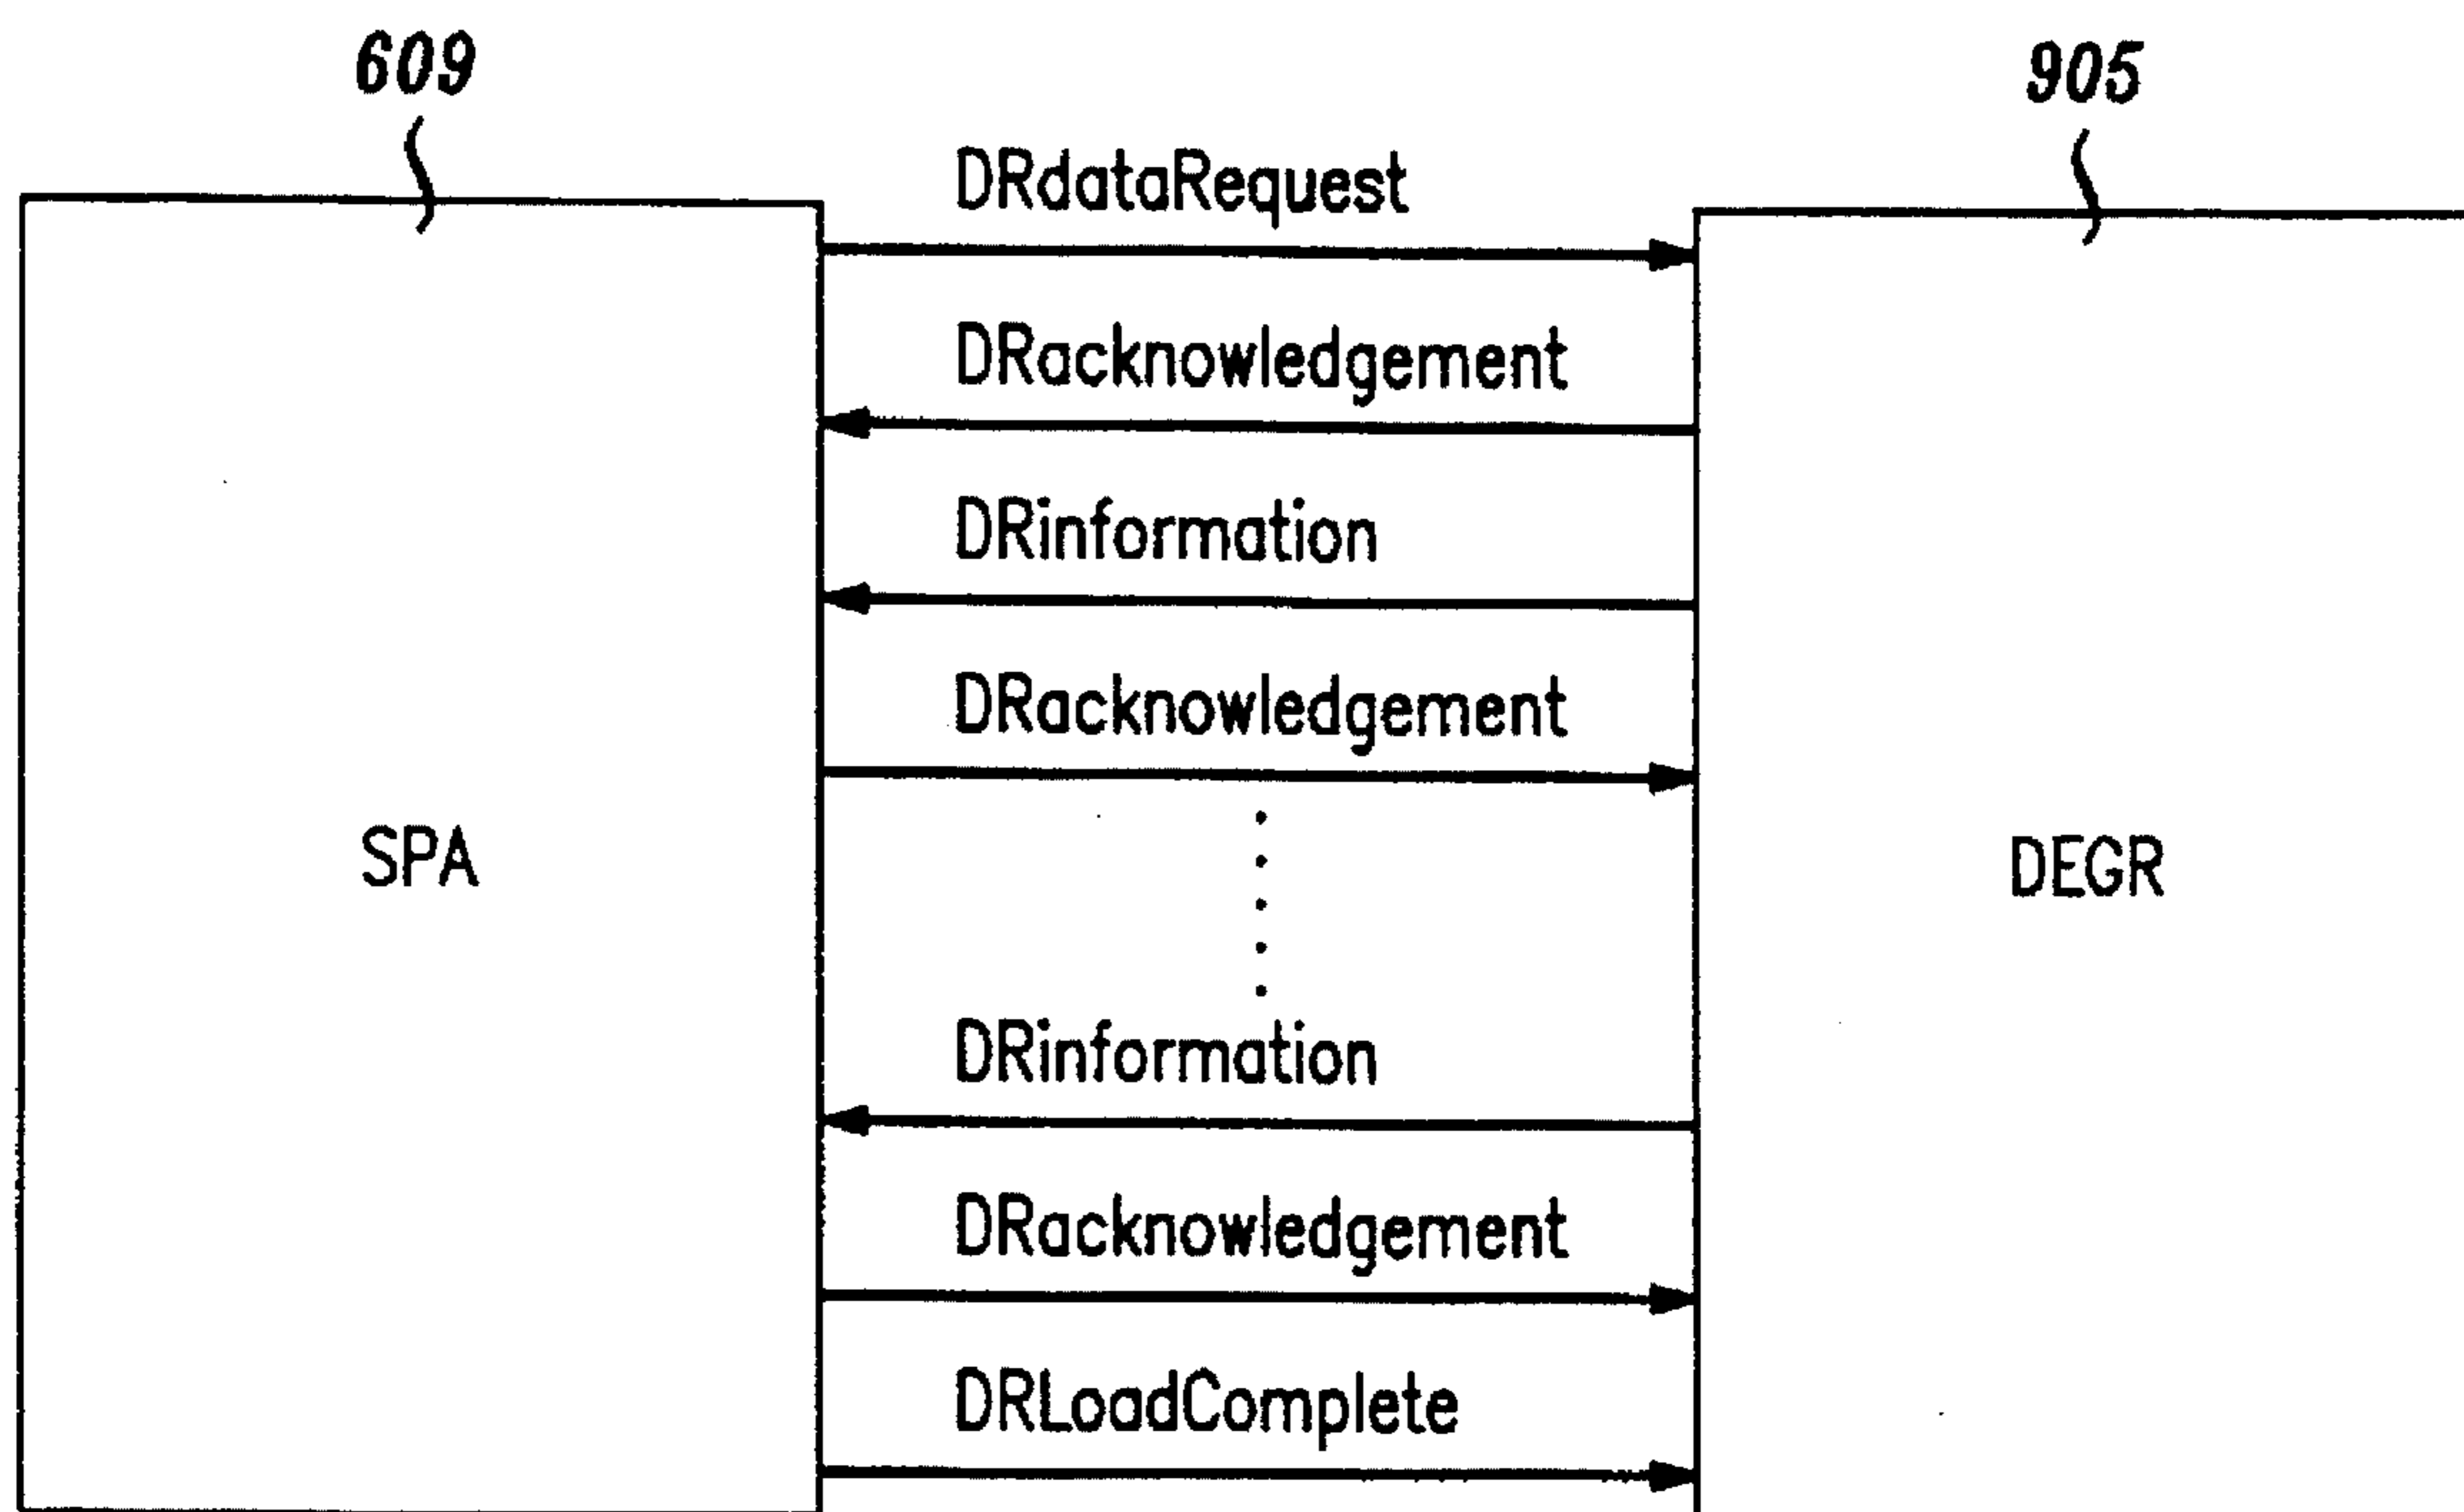 609
905
DRdataRequest
DRacknowledgement
DRinformation
DRacknowledgement
SPA
DEGR
DRinformation
DRacknowledgement
DRLoadComplete